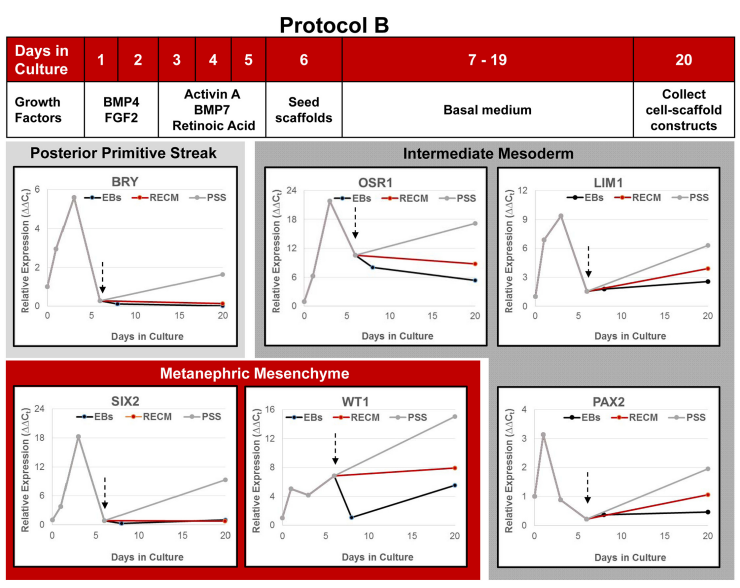 Protocol B
Days in Culture 1 2 3 4 5 6 7 - 19 20
Growth Factors
BMP4 FGF2
Activin A BMP7 Retinoic Acid
Seed scaffolds
Basal medium
Collect cell-scaffold constructs
Posterior Primitive Streak
Intermediate Mesoderm
BRY
EBs RECM PSS
Relative Expression (ΔΔCt)
6
4
2
0
0 5 10 15 20
Days in Culture
OSR1
EBs RECM PSS
Relative Expression (ΔΔCt)
24
18
12
6
0
0 5 10 15 20
Days in Culture
LIM1
EBs RECM PSS
Relative Expression (ΔΔCt)
12
9
6
3
0
0 5 10 15 20
Days in Culture
Metanephric Mesenchyme
SIX2
EBs RECM PSS
Relative Expression (ΔΔCt)
24
18
12
6
0
0 5 10 15 20
Days in Culture
WT1
EBs RECM PSS
Relative Expression (ΔΔCt)
16
12
8
4
0
0 5 10 15 20
Days in Culture
PAX2
EBs RECM PSS
Relative Expression (ΔΔCt)
4
3
2
1
0
0 5 10 15 20
Days in Culture